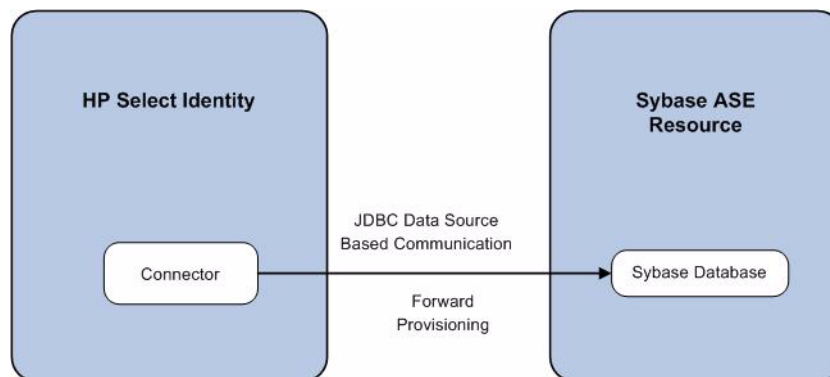 HP Select Identity
Sybase ASE
Resource
JDBC Data Source
Based Communication
Connector
Sybase Database
Forward
Provisioning